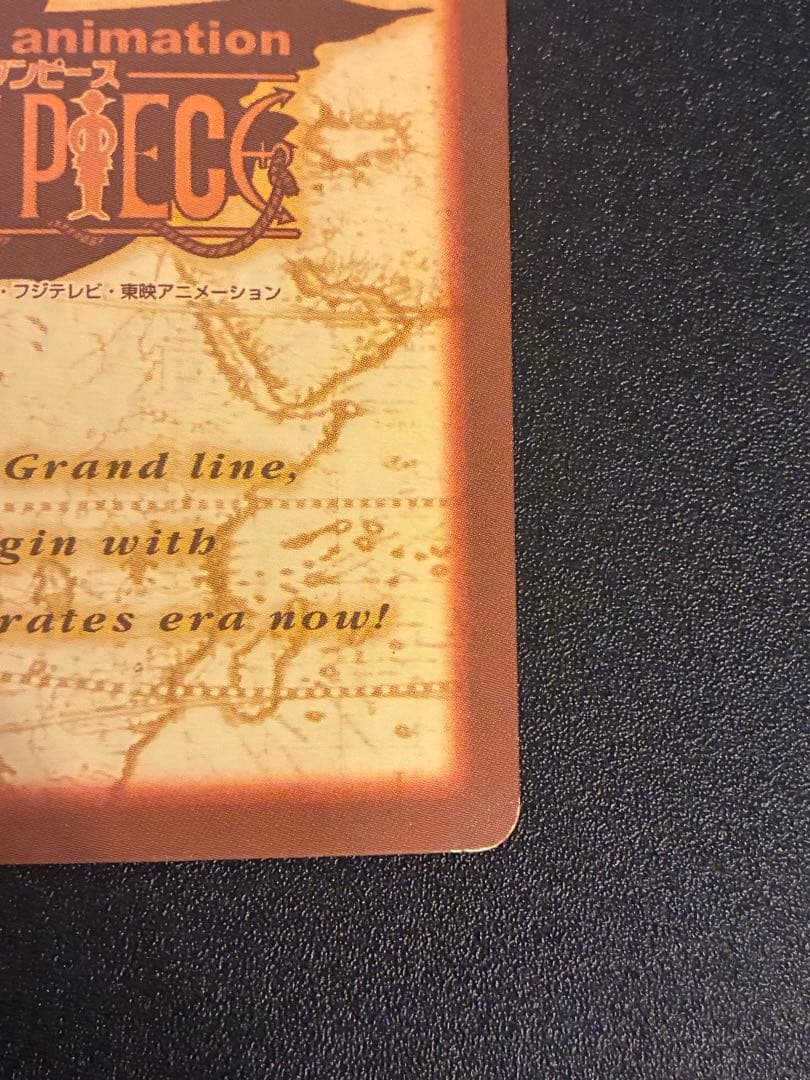 animation
ワンピース
PIECE
・フジテレビ・東映アニメーション
Grand line,
gin with
rates era now!